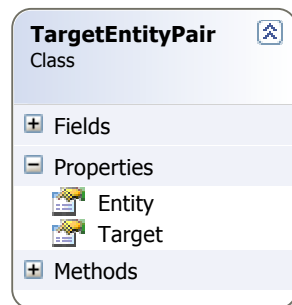 TargetEntityPair
Class
Fields
Properties
Entity
Target
Methods